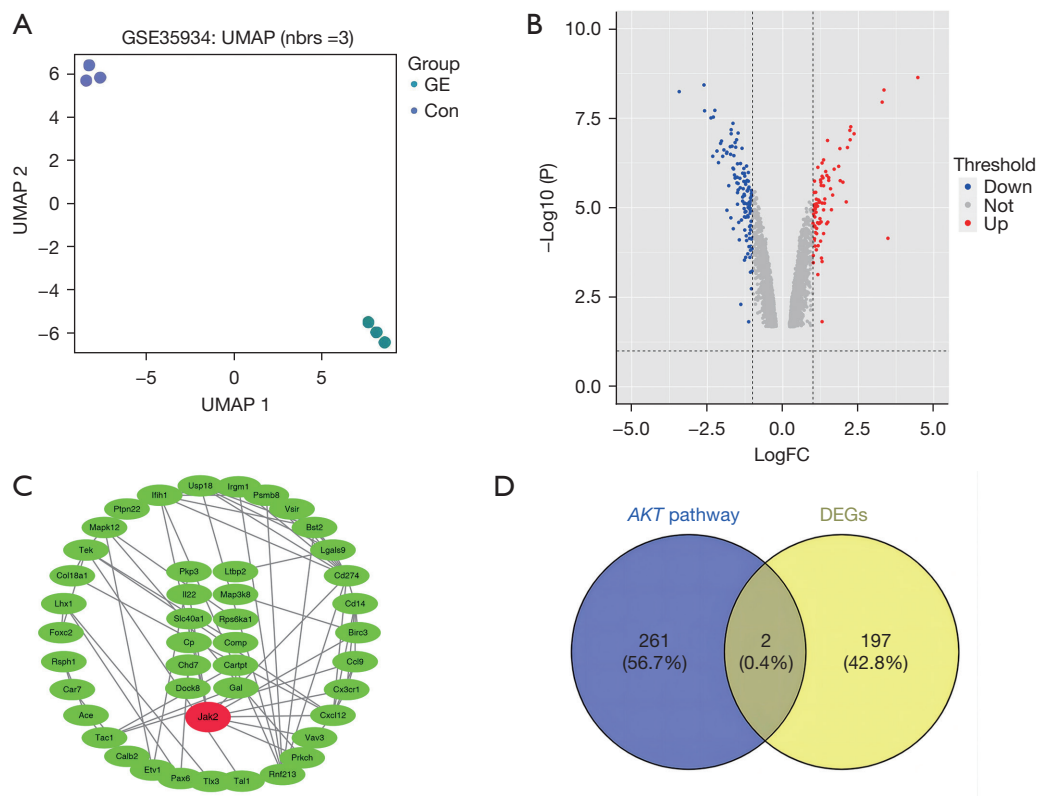 A
GSE35934: UMAP (nbrs =3)
6
4
2
0
−2
−4
−6
UMAP 2
−5
0
5
UMAP 1
Group
GE
Con
B
10.0
7.5
5.0
2.5
0.0
−Log10 (P)
−5.0
−2.5
0.0
2.5
5.0
LogFC
Threshold
Down
Not
Up
C
Usp18
Irgm1
Ifih1
Psmb8
Ptpn22
Vsir
Mapk12
Bst2
Tek
Lgals9
Col18a1
Cd274
Lhx1
Cd14
Foxc2
Birc3
Rsph1
Ccl9
Car7
Cx3cr1
Ace
Cxcl12
Tac1
Vav3
Calb2
Prkch
Etv1
Rnf213
Pax6
Tlx3
Tal1
Pkp3
Ltbp2
Il22
Map3k8
Slc40a1
Rps6ka1
Cp
Comp
Chd7
Cartpt
Dock8
Gal
Jak2
D
AKT pathway
DEGs
261
(56.7%)
2
(0.4%)
197
(42.8%)